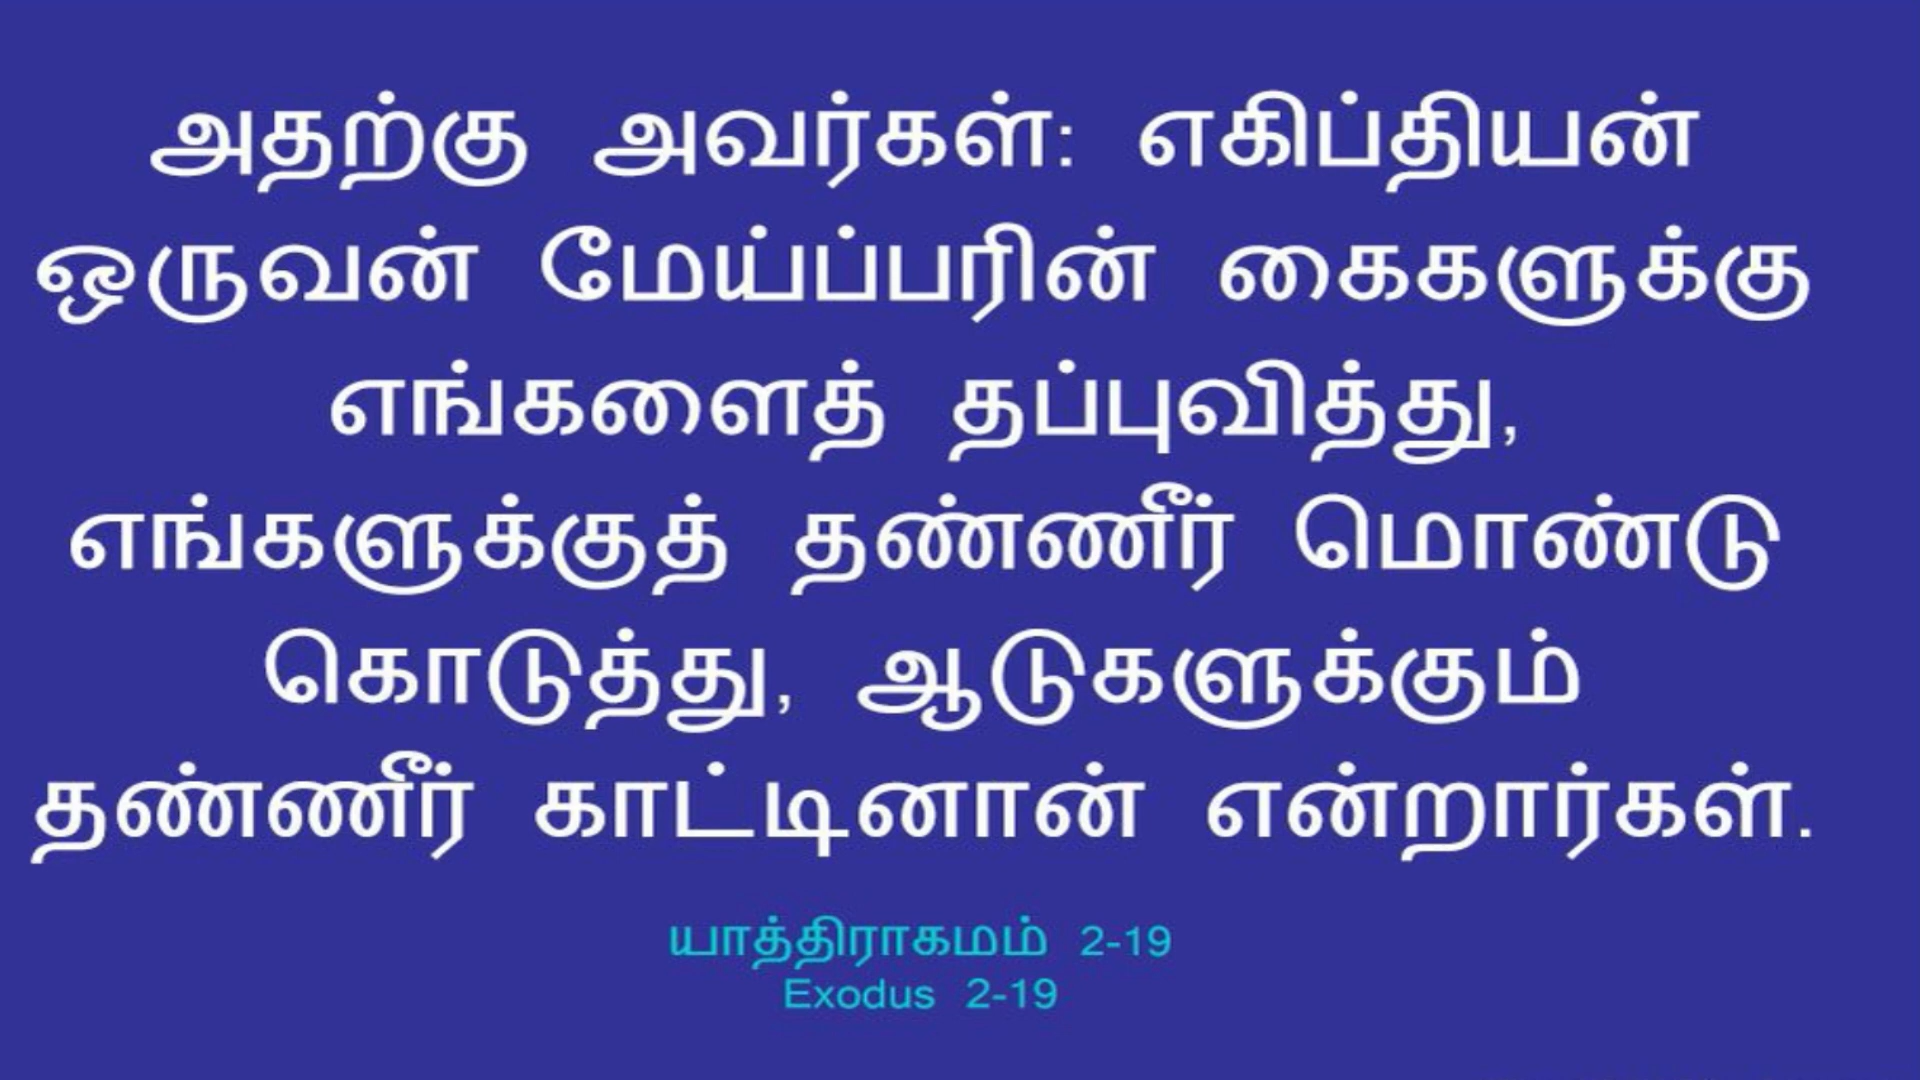 அதற்கு அவர்கள்: எகிப்தியன்
ஒருவன் மேய்ப்பரின் கைகளுக்கு
எங்களைத் தப்புவித்து,
எங்களுக்குத் தண்ணீர் மொண்டு
கொடுத்து, ஆடுகளுக்கும்
தண்ணீர் காட்டினான் என்றார்கள்.
யாத்திராகமம் 2-19
Exodus 2-19